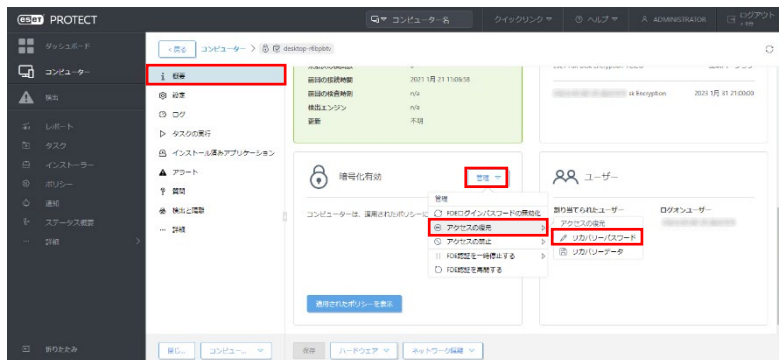 eset PROTECT
コンピューター名
クイックリンク
ヘルプ
ADMINISTRATOR
ログアウト
ダッシュボード
コンピューター
検出
レポート
タスク
インストーラー
ポリシー
通知
ステータス概要
詳細
折りたたみ
< 戻る
コンピューター > desktop-r6bpbtv
概要
設定
ログ
タスクの実行
インストール済みアプリケーション
アラート
質問
検出と隔離
詳細
閉じ...
コンピュー...
前回の接続時間 2021 1月 21 15:06:58
前回の検査時刻 n/a
検出エンジン n/a
更新 不明
sk Encryption 2023 1月 31 21:00:00
暗号化有効
管理
コンピューターは、適用されたポリシーに
管理
FDEログインパスワードの無効化
アクセスの復元
アクセスの禁止
FDE認証を一時停止する
FDE認証を再開する
適用されたポリシーを表示
ユーザー
割り当てられたユーザー
ログオンユーザー
アクセスの復元
リカバリーパスワード
リカバリーデータ
保存
ハードウェア
ネットワーク隔離